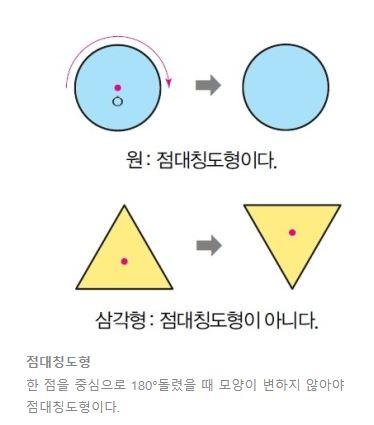 ㅇ
원 : 점대칭도형이다.
삼각형 : 점대칭도형이 아니다.
점대칭도형
한 점을 중심으로 180°돌렸을 때 모양이 변하지 않아야
점대칭도형이다.